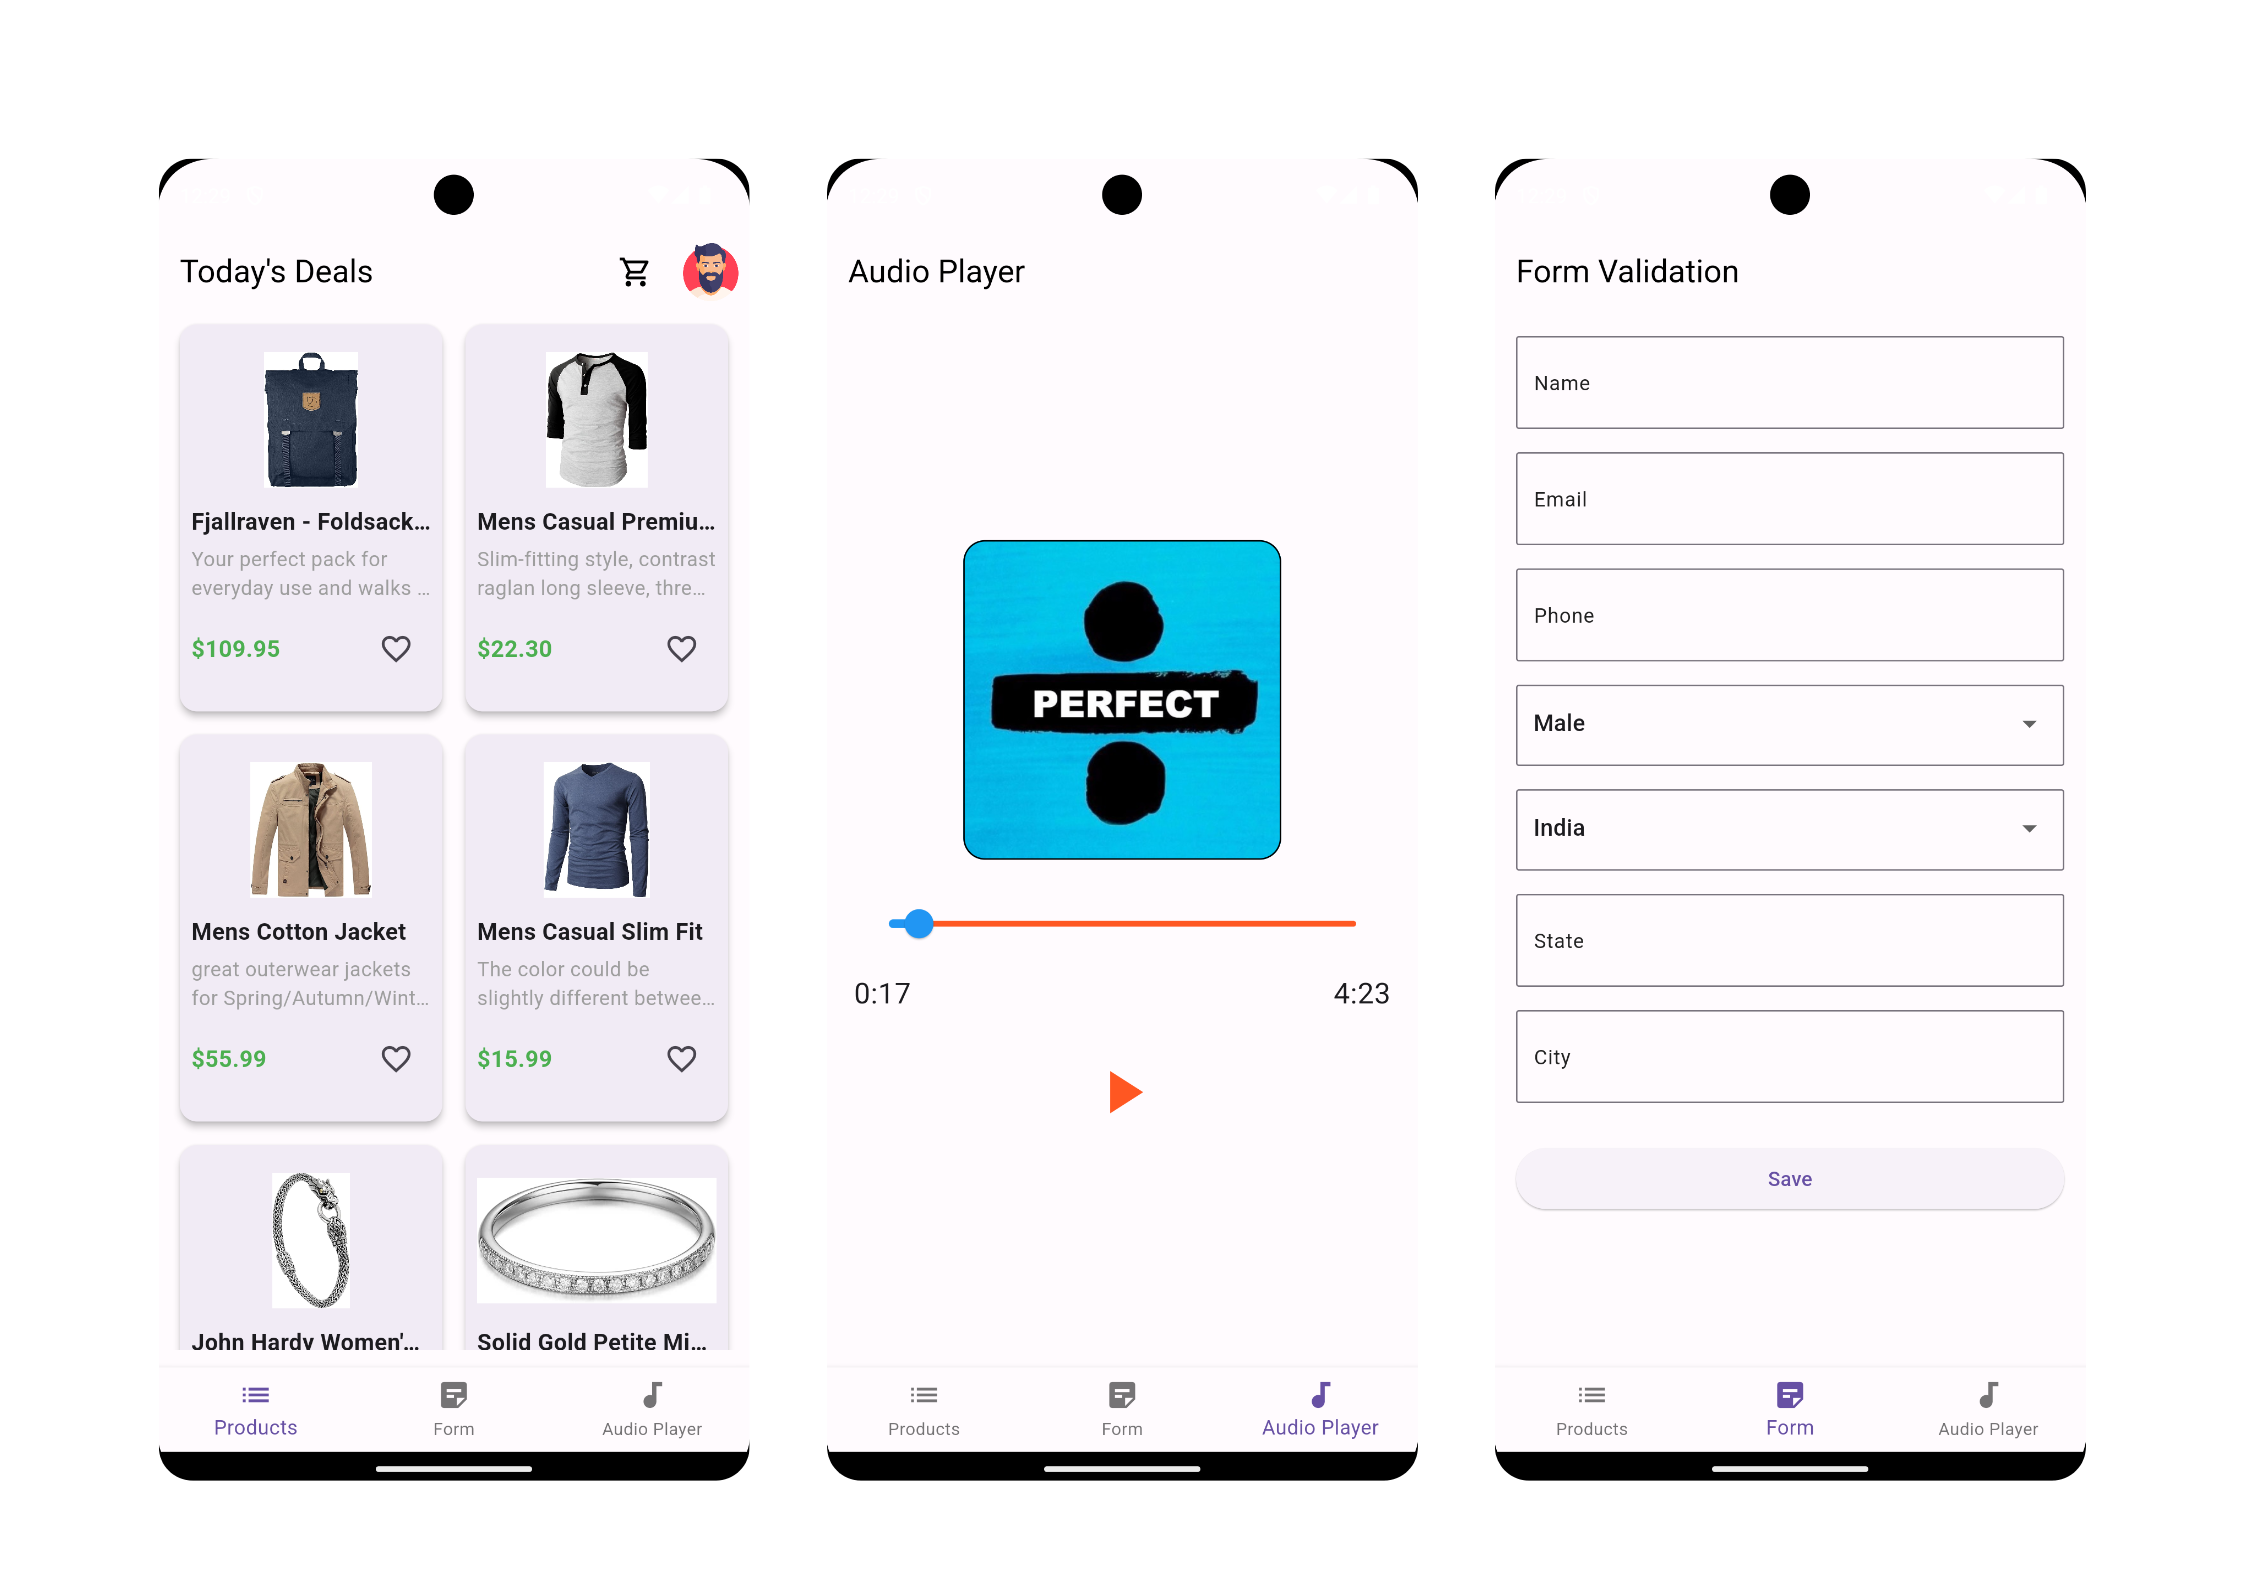 Today's Deals
Fjallraven - Foldsack...
Your perfect pack for
everyday use and walks ...
$109.95
Mens Casual Premiu...
Slim-fitting style, contrast
raglan long sleeve, thre...
$22.30
Mens Cotton Jacket
great outerwear jackets
for Spring/Autumn/Wint...
$55.99
Mens Casual Slim Fit
The color could be
slightly different betwee...
$15.99
John Hardy Women'...
Solid Gold Petite Mi...
Products
Form
Audio Player
Audio Player
PERFECT
0:17
4:23
Products
Form
Audio Player
Form Validation
Name
Email
Phone
Male
India
State
City
Save
Products
Form
Audio Player